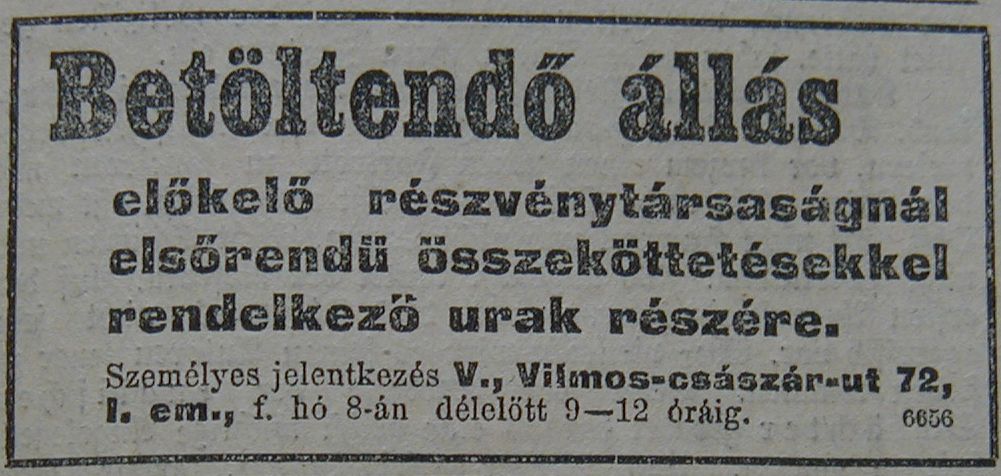 Betöltendő állás
előkelő részvénytársaságnál
elsőrendű összeköttetésekkel
rendelkező urak részére.
Személyes jelentkezés V., Vilmos-császár-ut 72,
I. em., f. hó 8-án délelőtt 9—12 óráig. 6656